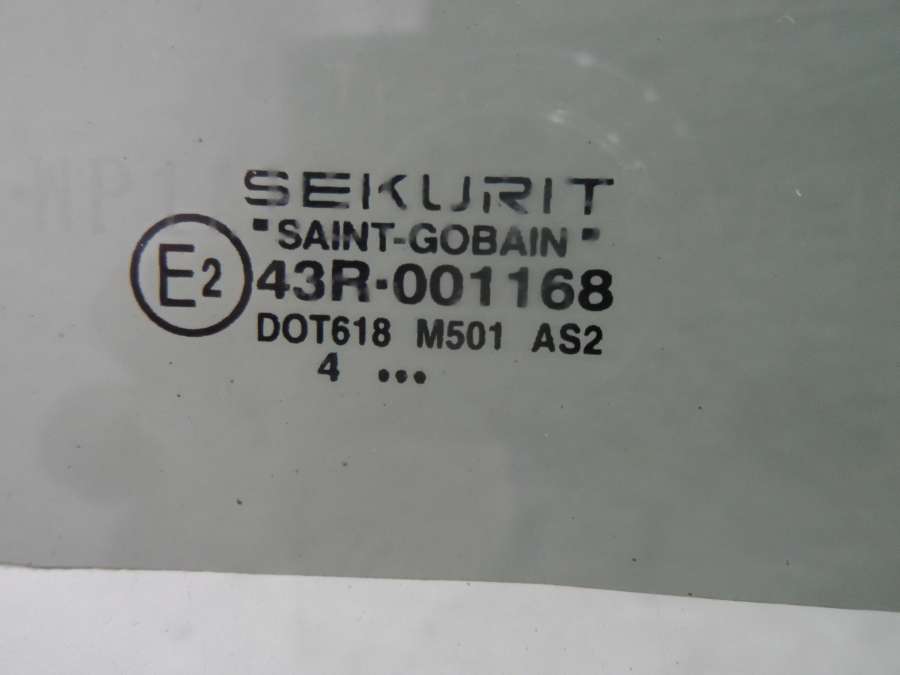 SEKURIT
"SAINT-GOBAIN"
E2 43R·001168
DOT618 M501 AS2
4 •••